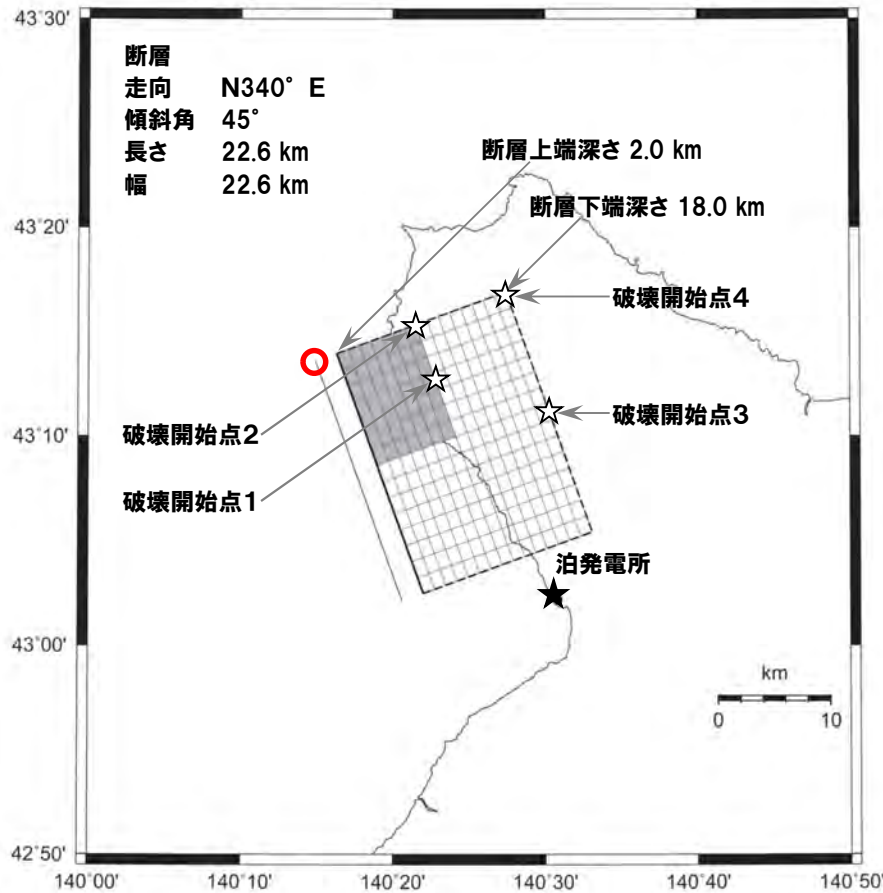 43°30'
断層
走向 N340° E
傾斜角 45°
長さ 22.6 km
幅 22.6 km
断層上端深さ 2.0 km
断層下端深さ 18.0 km
43°20'
破壊開始点4
破壊開始点3
破壊開始点2
43°10'
破壊開始点1
泊発電所
43°00'
km
0 10
42°50'
140°00' 140°10' 140°20' 140°30' 140°40' 140°50'